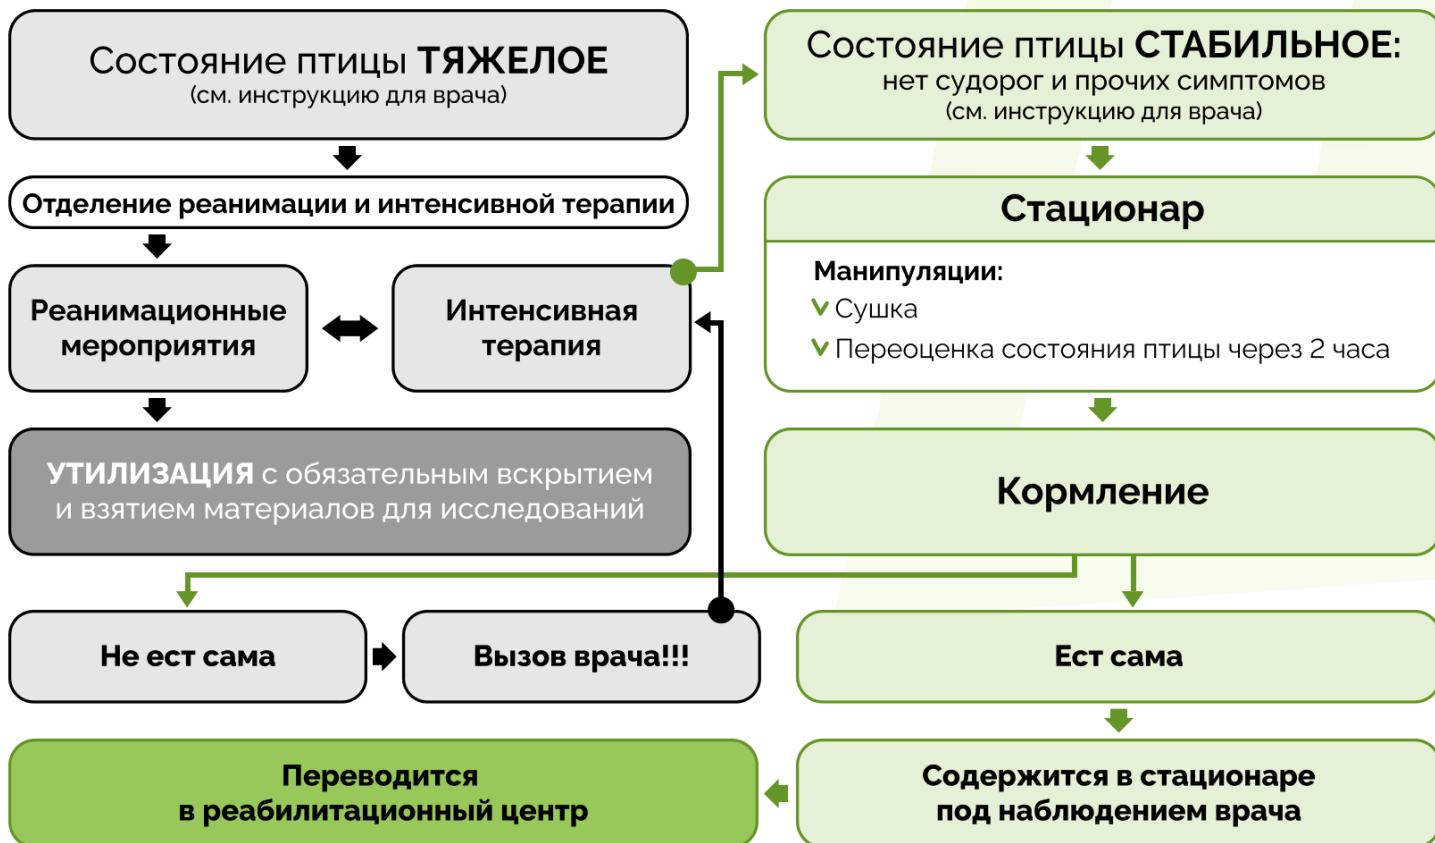 Состояние птицы ТЯЖЕЛОЕ
(см. инструкцию для врача)
Отделение реанимации и интенсивной терапии
Реанимационные
мероприятия
Интенсивная
терапия
УТИЛИЗАЦИЯ с обязательным вскрытием
и взятием материалов для исследований
Состояние птицы СТАБИЛЬНОЕ:
нет судорог и прочих симптомов
(см. инструкцию для врача)
Стационар
Манипуляции:
Сушка
Переоценка состояния птицы через 2 часа
Кормление
Не ест сама
Вызов врача!!!
Ест сама
Содержится в стационаре
под наблюдением врача
Переводится
в реабилитационный центр